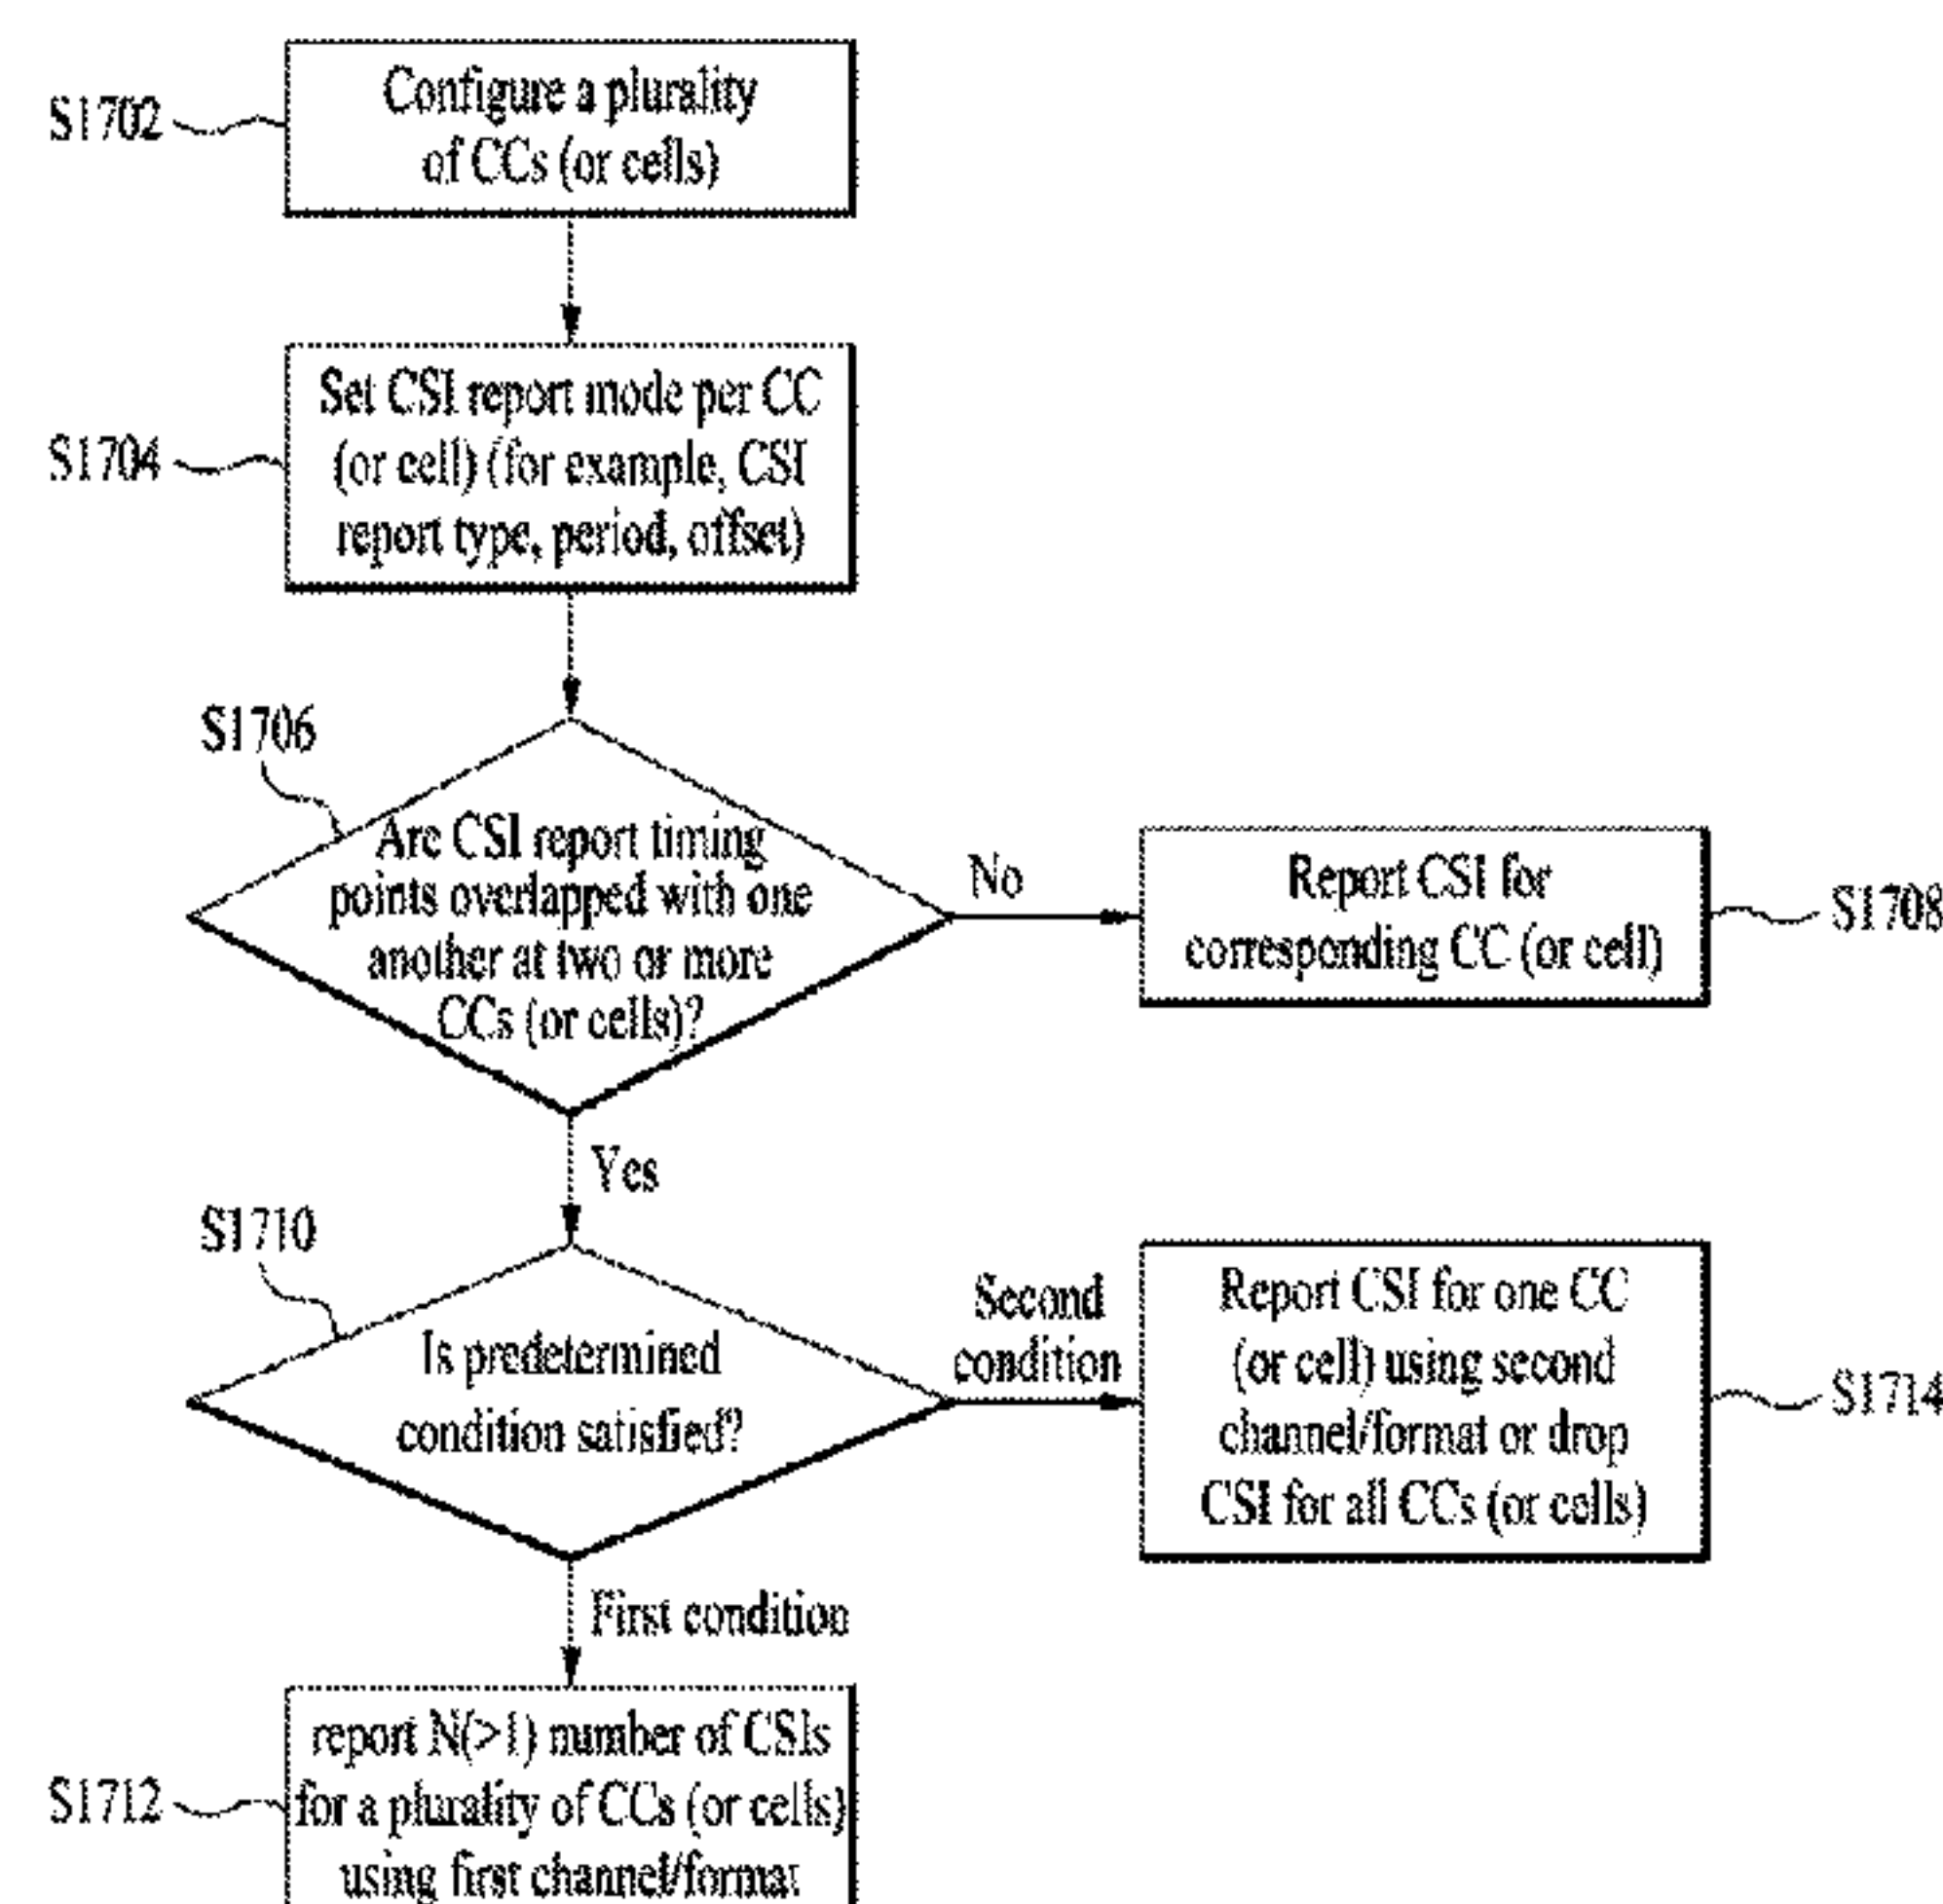 S1702
Configure a plurality
of CCs (or cells)
S1704
Set CSI report mode per CC
(or cell) (for example, CSI
report type, period, offset)
S1706
Are CSI report timing
points overlapped with one
another at two or more
CCs (or cells)?
No
Report CSI for
corresponding CC (or cell)
S1708
Yes
S1710
Is predetermined
condition satisfied?
Second
condition
Report CSI for one CC
(or cell) using second
channel/format or drop
CSI for all CCs (or cells)
S1714
First condition
S1712
report N(>1) number of CSIs
for a plurality of CCs (or cells)
using first channel/format